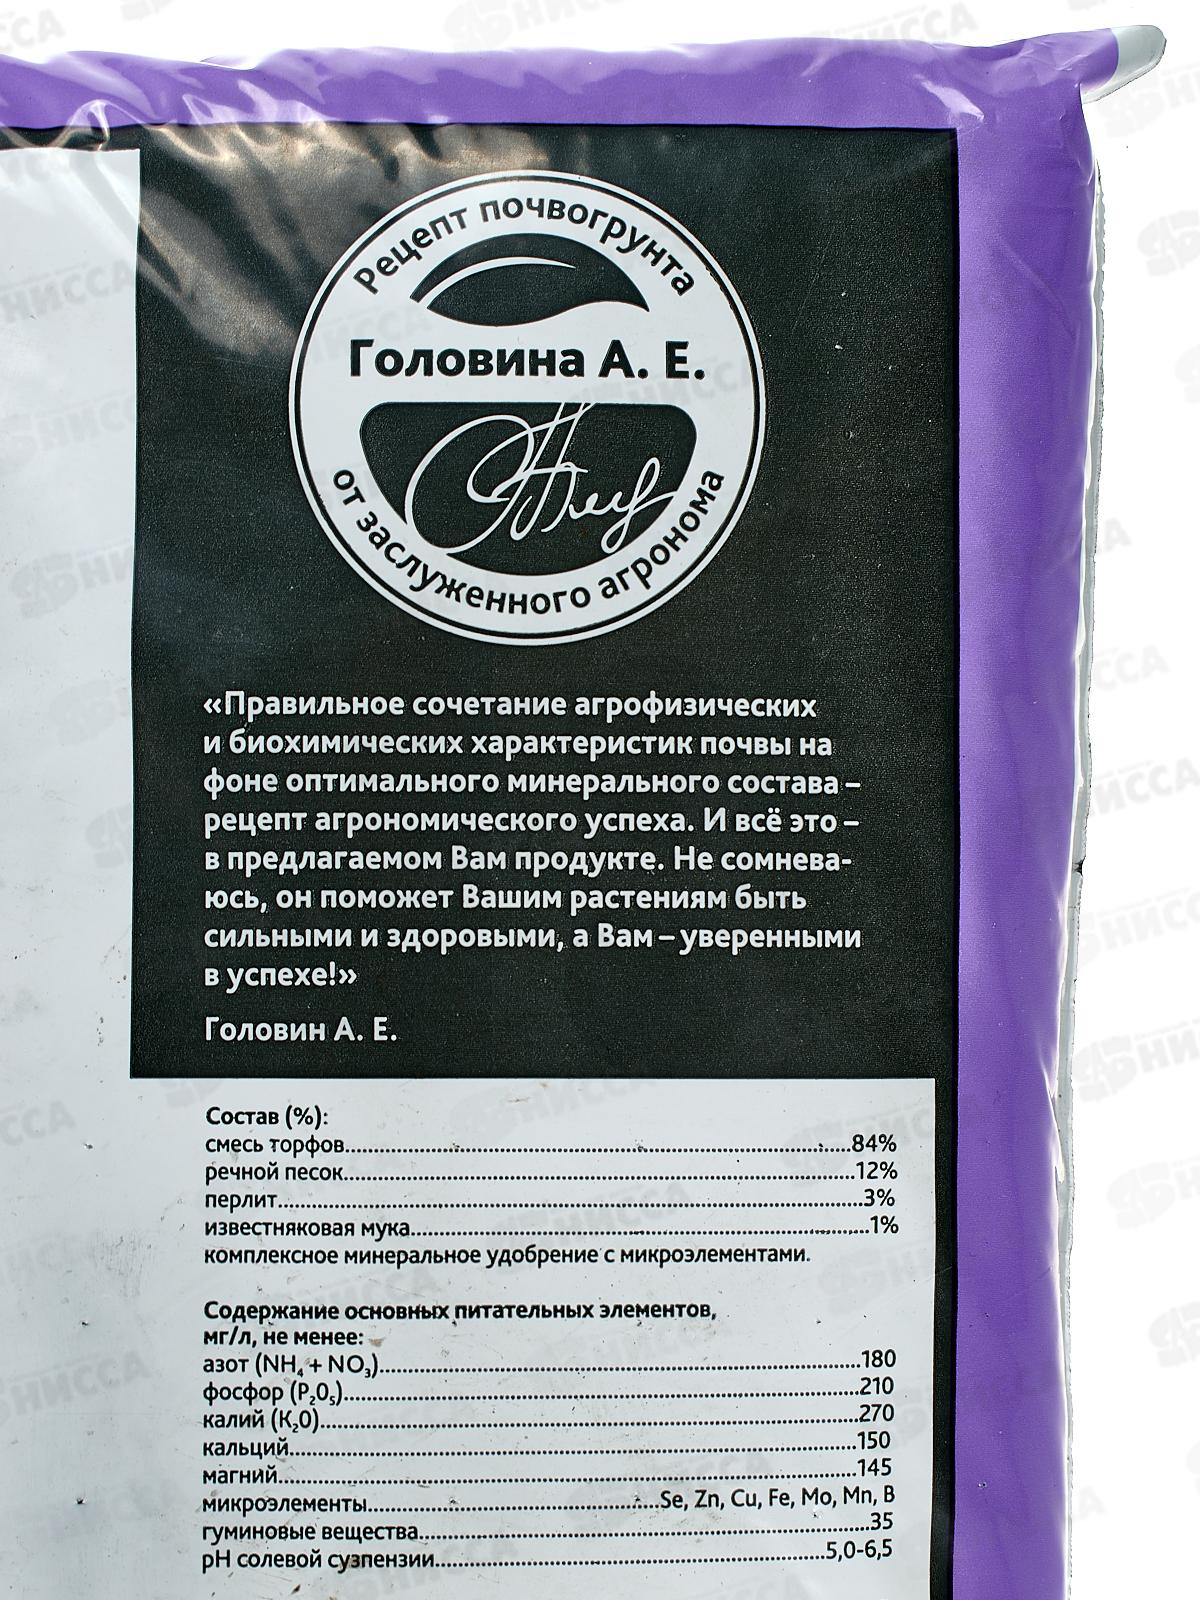 Рецепт почвогрунта
Головина А. Е.
от заслуженного агронома
«Правильное сочетание агрофизических
и биохимических характеристик почвы на
фоне оптимального минерального состава –
рецепт агрономического успеха. И всё это –
в предлагаемом Вам продукте. Не сомнева-
юсь, он поможет Вашим растениям быть
сильными и здоровыми, а Вам – уверенными
в успехе!»
Головин А. Е.
Состав (%):
смесь торфов....................84%
речной песок....................12%
перлит....................3%
известняковая мука....................1%
комплексное минеральное удобрение с микроэлементами.
Содержание основных питательных элементов,
мг/л, не менее:
азот (NH₄ + NO₃)....................180
фосфор (P₂O₅)....................210
калий (K₂O)....................270
кальций....................150
магний....................145
микроэлементы....................Se, Zn, Cu, Fe, Mo, Mn, B
гуминовые вещества....................35
pH солевой сузпензии....................5,0-6,5
НИССА